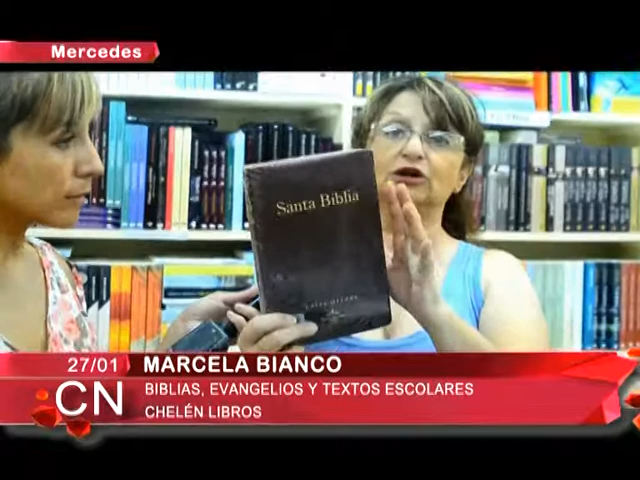 Mercedes
Santa Biblia
27/01
MARCELA BIANCO
CN
BIBLIAS, EVANGELIOS Y TEXTOS ESCOLARES
CHELÉN LIBROS